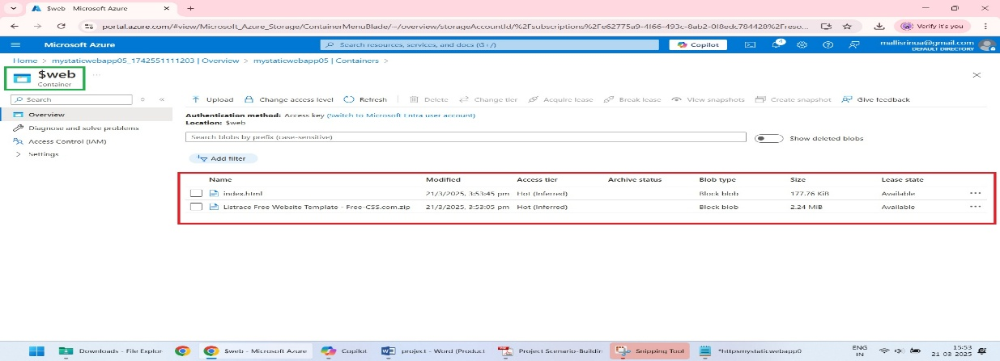 $web - Microsoft Azure
portal.azure.com/#view/Microsoft_Azure_Storage/ContainerMenuBlade/~/overview/storageAccountId/%2Fsubscriptions%2Fe62775a9-4f66-493c-8ab2-0f8edc784428%2Freso...
Verify it's you
Microsoft Azure
Search resources, services, and docs (G+/)
Copilot
4
mallisrinua@gmail.com
DEFAULT DIRECTORY
Home > mystaticwebapp05_1742551111203 | Overview > mystaticwebapp05 | Containers >
$web ...
Container
Search
Upload Change access level Refresh Delete Change tier Acquire lease Break lease View snapshots Create snapshot Give feedback
Overview
Diagnose and solve problems
Access Control (IAM)
Settings
Authentication method: Access key (Switch to Microsoft Entra user account)
Location: $web
Search blobs by prefix (case-sensitive)
Show deleted blobs
Add filter
Name Modified Access tier Archive status Blob type Size Lease state
index.html 21/3/2025, 3:53:45 pm Hot (Inferred) Block blob 177.76 KiB Available ...
Listrace Free Website Template - Free-CSS.com.zip 21/3/2025, 3:53:05 pm Hot (Inferred) Block blob 2.24 MiB Available ...
Downloads - File Explor
$web - Microsoft Azure
Copilot
project - Word (Product
Project Scenario-Buildin
Snipping Tool
*httpsmystaticwebapp0
ENG
IN
15:53
21-03-2025